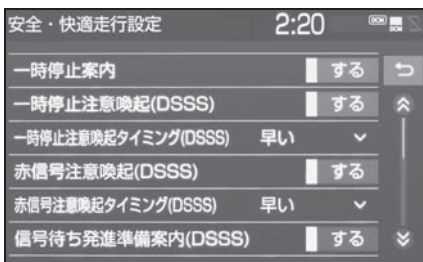 安全・快適走行設定 2:20 DCM
一時停止案内 する
一時停止注意喚起(DSSS) する
一時停止注意喚起タイミング(DSSS) 早い
赤信号注意喚起(DSSS) する
赤信号注意喚起タイミング(DSSS) 早い
信号待ち発進準備案内(DSSS) する